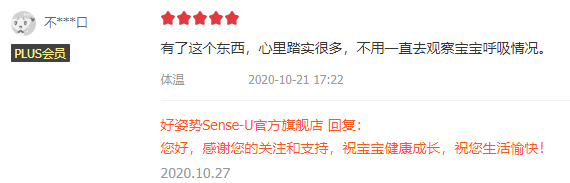 不***口
PLUS会员
有了这个东西，心里踏实很多，不用一直去观察宝宝呼吸情况。
体温 2020-10-21 17:22
好姿势Sense-U官方旗舰店 回复：
您好，感谢您的关注和支持，祝宝宝健康成长，祝您生活愉快！
2020.10.27